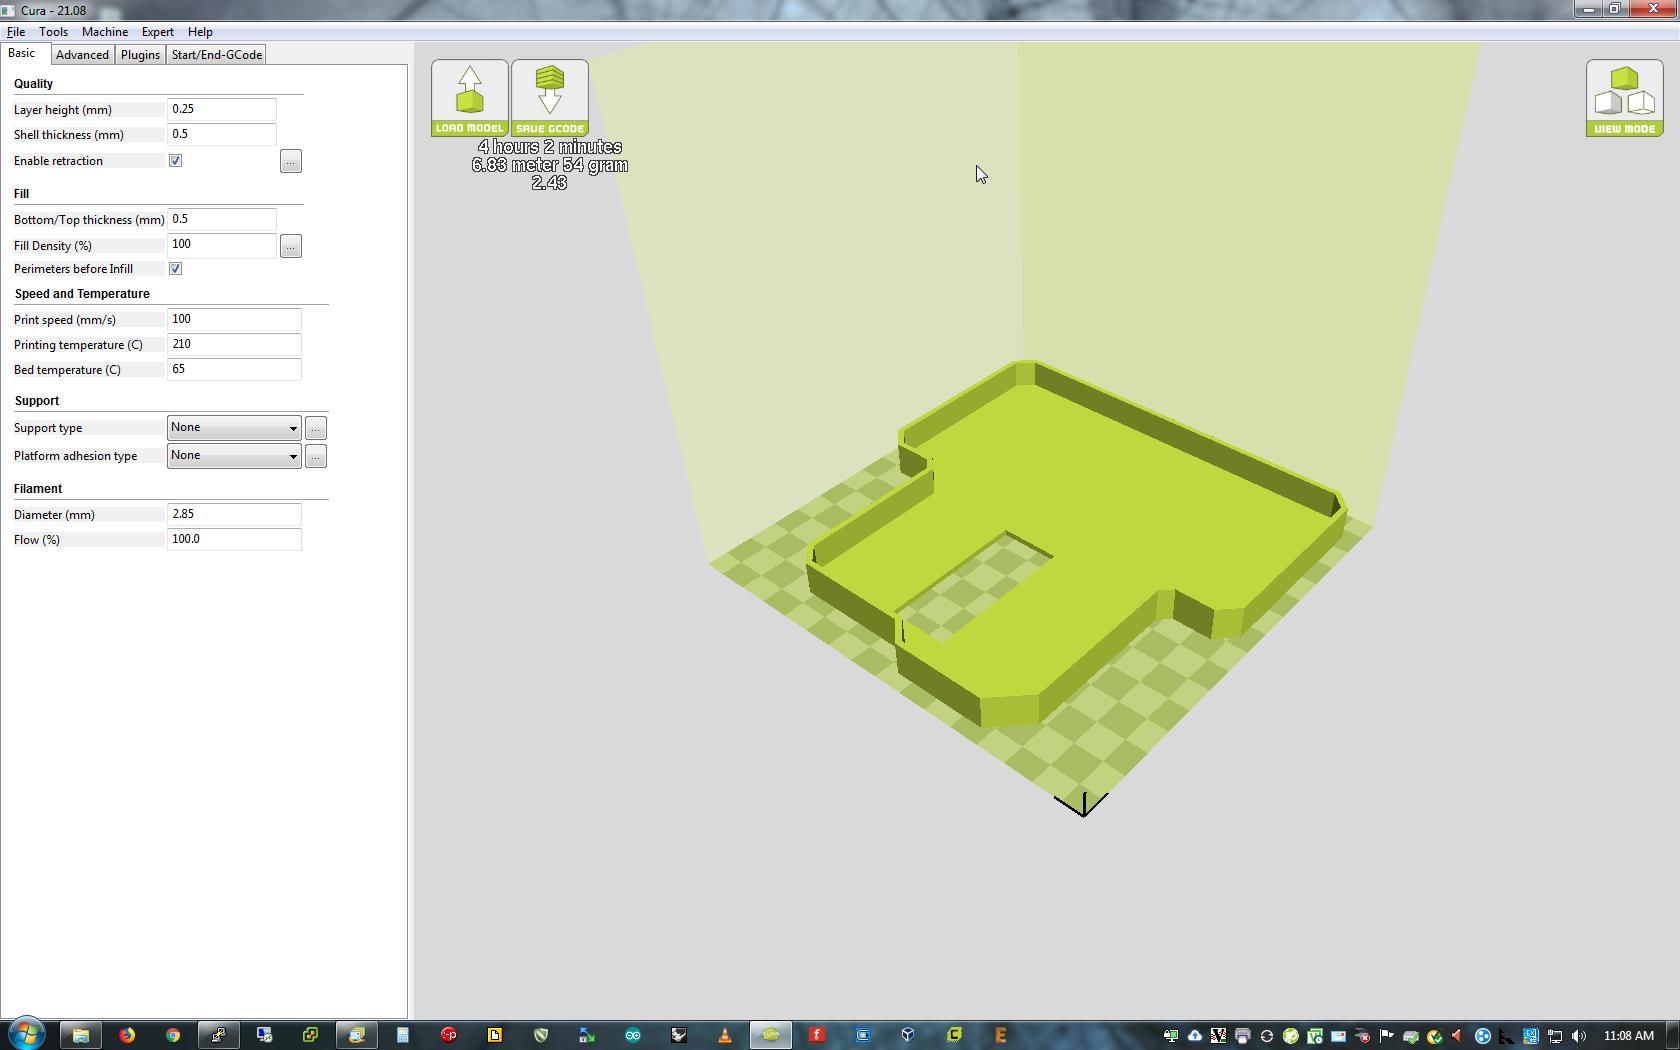 Cura - 21.08
File Tools Machine Expert Help
Basic Advanced Plugins Start/End-GCode
Quality
Layer height (mm) 0.25
Shell thickness (mm) 0.5
Enable retraction ...
Fill
Bottom/Top thickness (mm) 0.5
Fill Density (%) 100 ...
Perimeters before Infill
Speed and Temperature
Print speed (mm/s) 100
Printing temperature (C) 210
Bed temperature (C) 65
Support
Support type None ...
Platform adhesion type None ...
Filament
Diameter (mm) 2.85
Flow (%) 100.0
LOAD MODEL SAVE GCODE
4 hours 2 minutes
6.83 meter 54 gram
2.43
VIEW MODE
11:08 AM